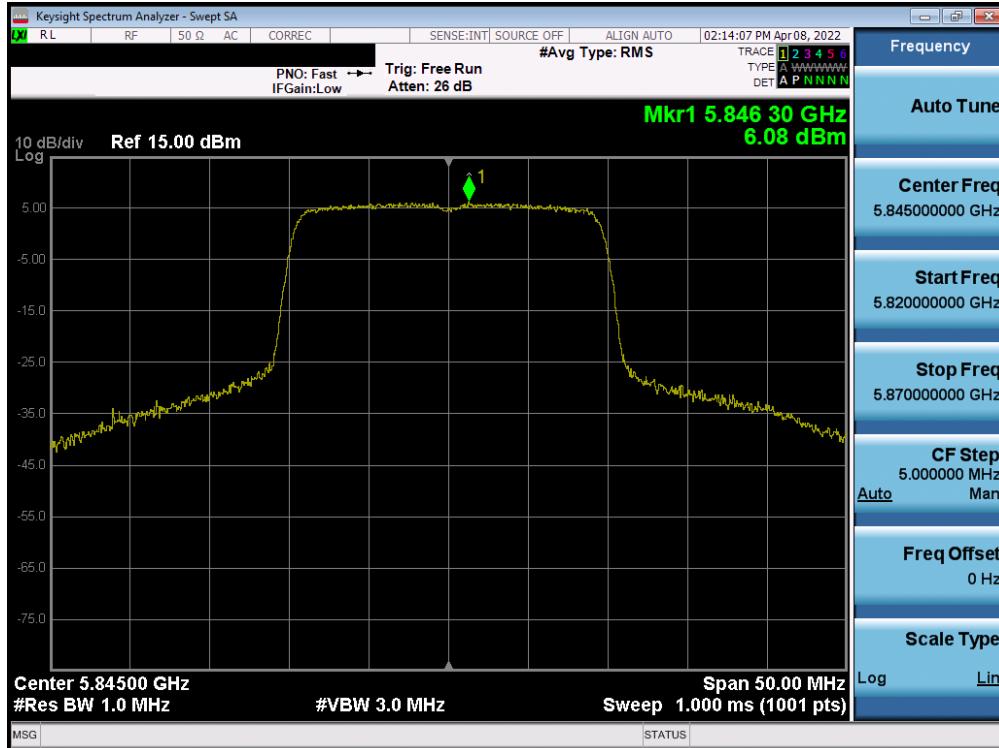 Keysight Spectrum Analyzer - Swept SA
LXI RL RF 50 Ω AC CORREC SENSE:INT SOURCE OFF ALIGN AUTO 02:14:07 PM Apr 08, 2022
PNO: Fast
IFGain:Low
Trig: Free Run
Atten: 26 dB
#Avg Type: RMS
TRACE 1 2 3 4 5 6
TYPE A WWWWW
DET A P N N N N
Mkr1 5.846 30 GHz
6.08 dBm
10 dB/div
Log
Ref 15.00 dBm
1
5.00
-5.00
-15.0
-25.0
-35.0
-45.0
-55.0
-65.0
-75.0
Center 5.84500 GHz
Span 50.00 MHz
#Res BW 1.0 MHz
#VBW 3.0 MHz
Sweep 1.000 ms (1001 pts)
MSG
STATUS
Frequency
Auto Tune
Center Freq
5.845000000 GHz
Start Freq
5.820000000 GHz
Stop Freq
5.870000000 GHz
CF Step
5.000000 MHz
Auto Man
Freq Offset
0 Hz
Scale Type
Log Lin